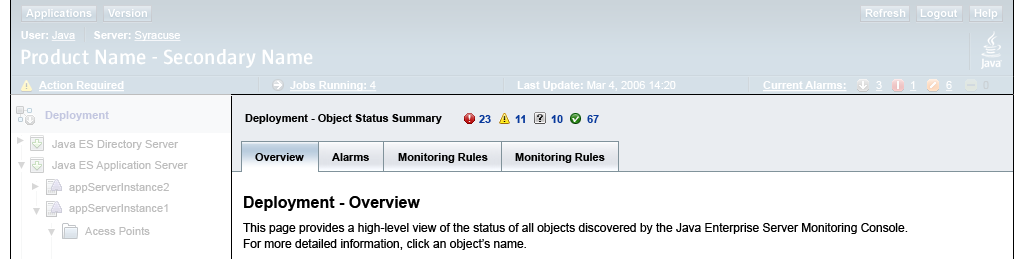 Applications Version Refresh Logout Help
User: Java Server: Syracuse
Product Name - Secondary Name
Java
Action Required Jobs Running: 4 Last Update: Mar 4, 2006 14:20 Current Alarms: 3 1 6 0
Deployment
Java ES Directory Server
Java ES Application Server
appServerInstance2
appServerInstance1
Acess Points
Deployment - Object Status Summary 23 11 10 67
Overview Alarms Monitoring Rules Monitoring Rules
Deployment - Overview
This page provides a high-level view of the status of all objects discovered by the Java Enterprise Server Monitoring Console.
For more detailed information, click an object's name.